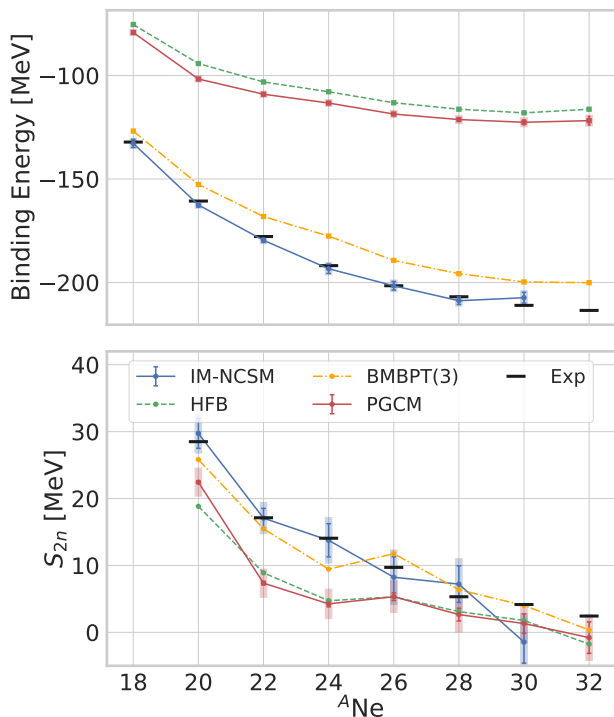 Binding Energy [MeV]
−100
−150
−200
S2n [MeV]
40
30
20
10
0
IM-NCSM
HFB
BMBPT(3)
PGCM
Exp
18 20 22 24 26 28 30 32
ᴬNe